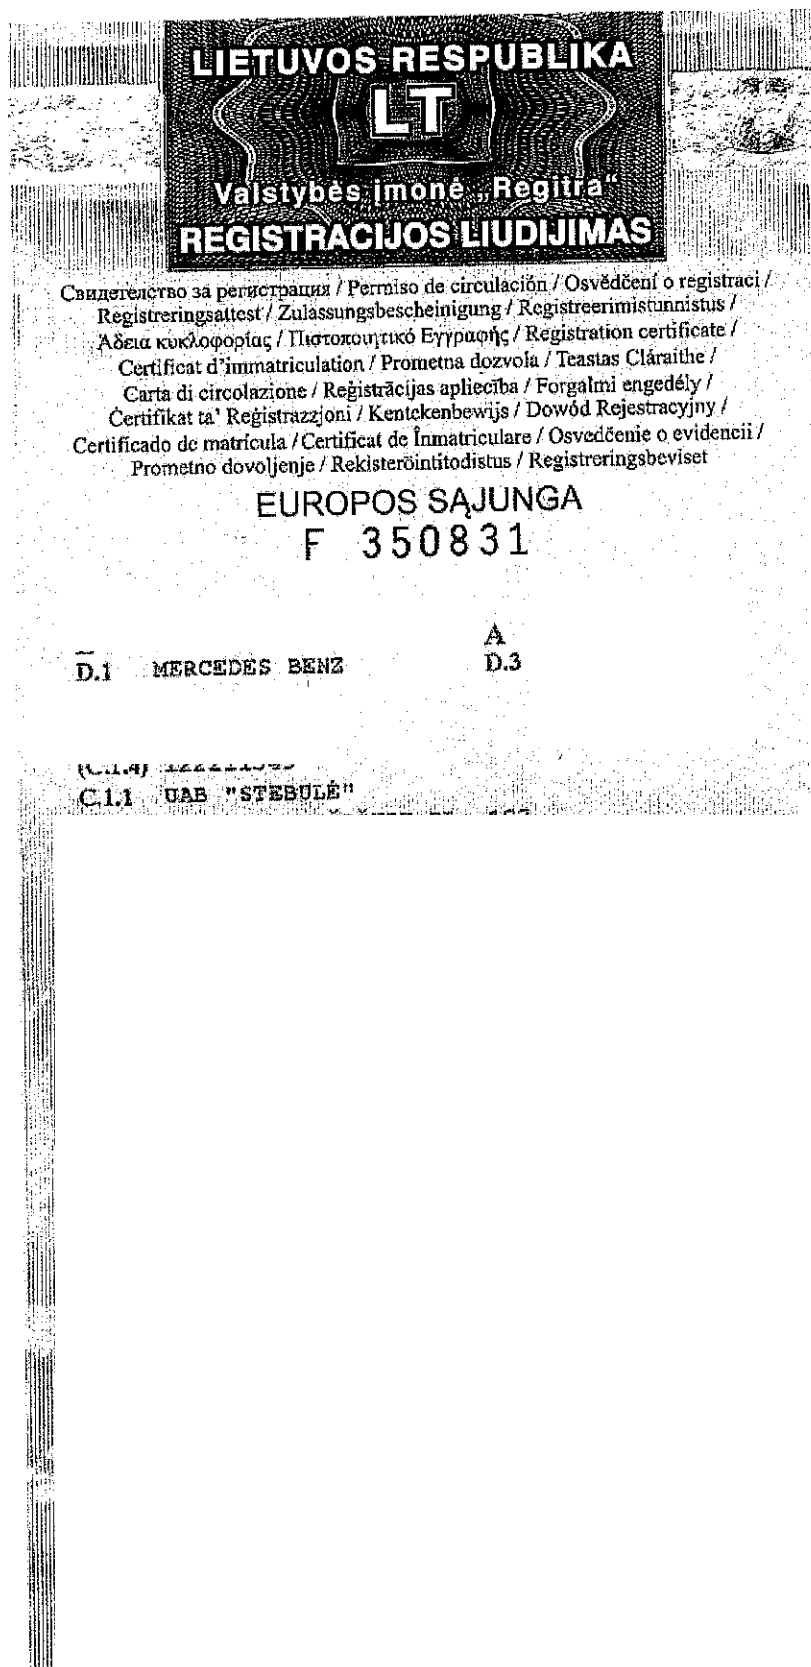 LIETUVOS RESPUBLIKA
LT
Valstybės įmonė „Regitra“
REGISTRACIJOS LIUDIJIMAS
Свидетелство за регистрация / Permiso de circulación / Osvědčení o registraci /
Registreringsattest / Zulassungsbescheinigung / Registreerimistunnistus /
Άδεια κυκλοφορίας / Πιστοποιητικό Εγγραφής / Registration certificate /
Certificat d'immatriculation / Prometna dozvola / Teastas Cláraithe /
Carta di circolazione / Reģistrācijas apliecība / Forgalmi engedély /
Ċertifikat ta' Reġistrazzjoni / Kentekenbewijs / Dowód Rejestracyjny /
Certificado de matrícula / Certificat de Înmatriculare / Osvedčenie o evidencii /
Prometno dovoljenje / Rekisteröintitodistus / Registreringsbeviset
EUROPOS SĄJUNGA
F 350831
A
D.1 MERCEDES BENZ D.3
(C.1.4)
C.1.1 UAB "STEBULĖ"